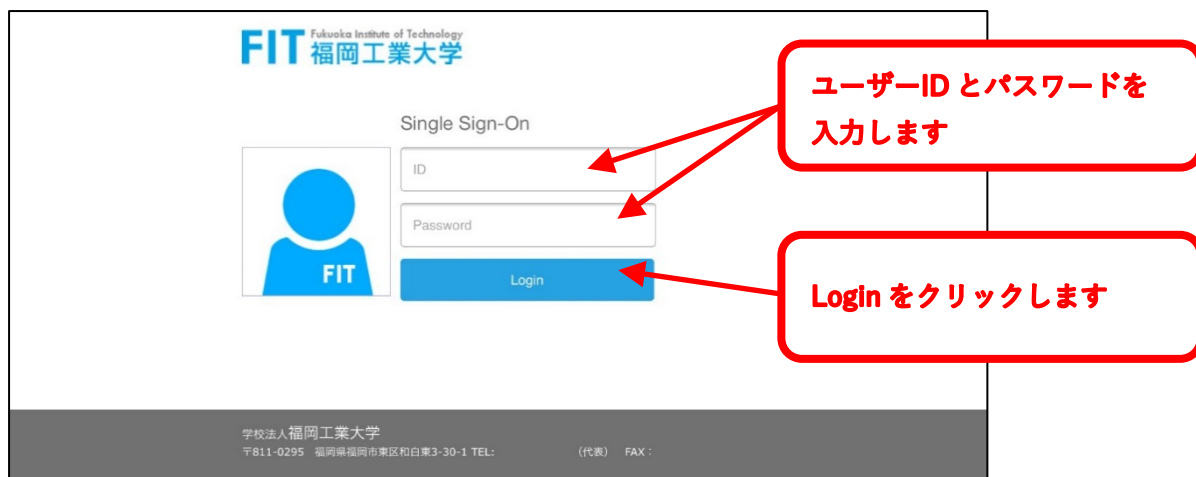 FIT Fukuoka Institute of Technology
福岡工業大学
ユーザーID とパスワードを
入力します
Single Sign-On
ID
Password
FIT
Login
Login をクリックします
学校法人福岡工業大学
〒811-0295 福岡県福岡市東区和白東3-30-1 TEL: (代表) FAX: